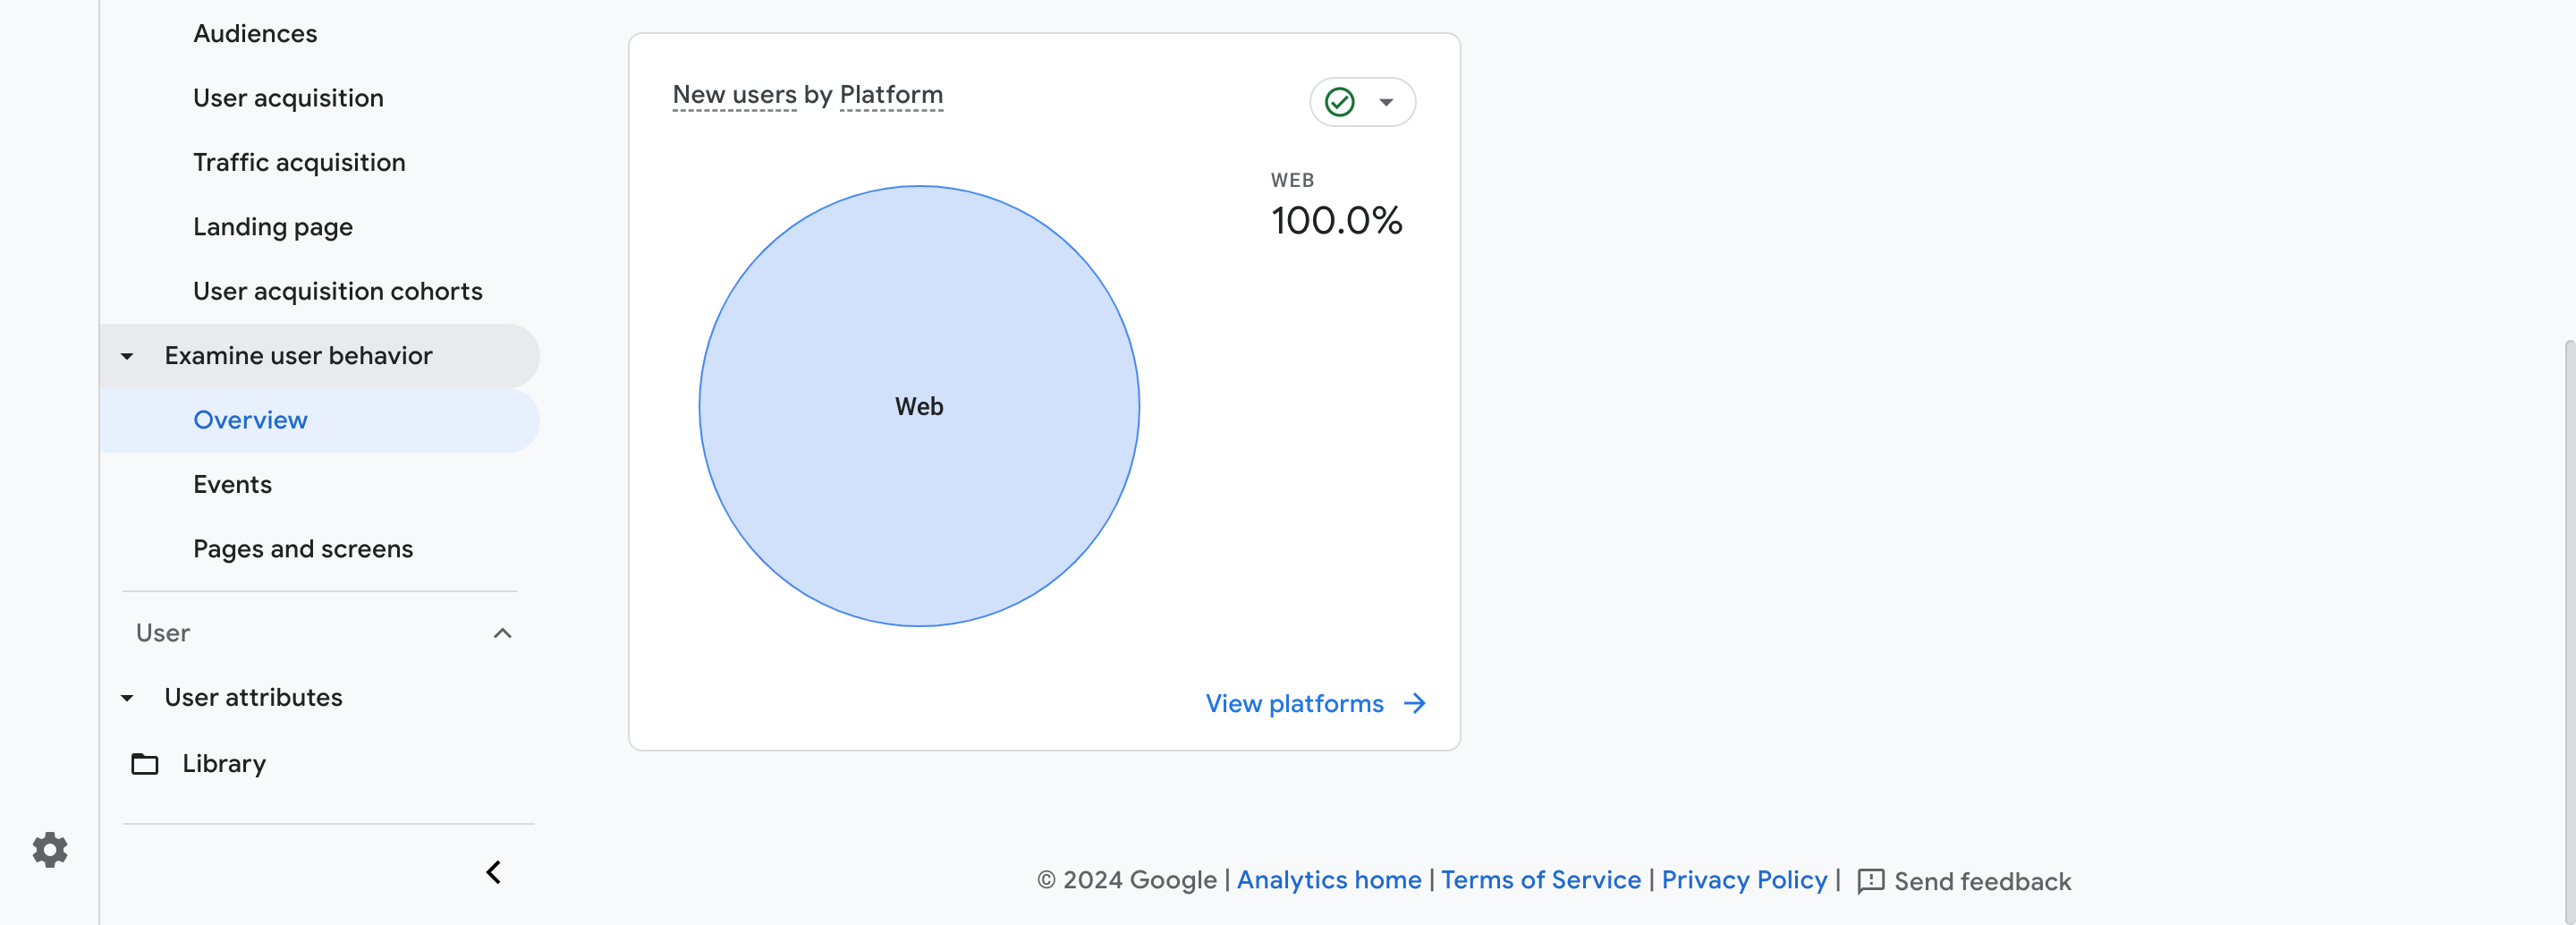 Audiences
User acquisition
Traffic acquisition
Landing page
User acquisition cohorts
Examine user behavior
Overview
Events
Pages and screens
User
User attributes
Library
New users by Platform
WEB
100.0%
Web
View platforms
© 2024 Google | Analytics home | Terms of Service | Privacy Policy | Send feedback